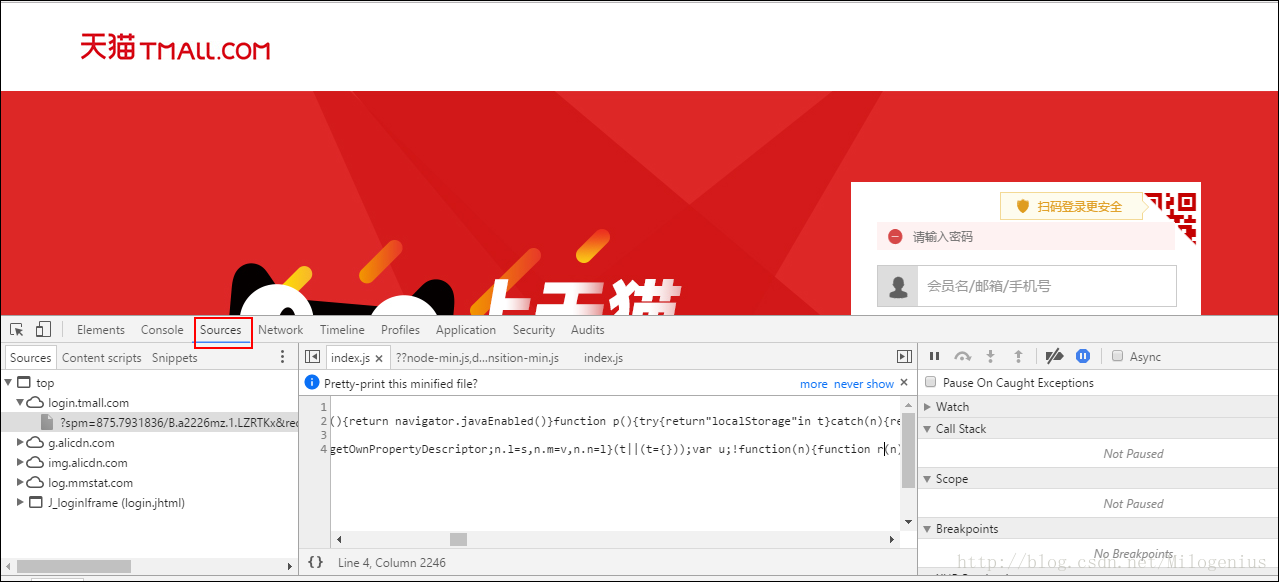 天猫 TMALL.COM
扫码登录更安全
请输入密码
会员名/邮箱/手机号
上天猫
Elements Console Sources Network Timeline Profiles Application Security Audits
Sources Content scripts Snippets
index.js × ??node-min.js,d...nsition-min.js index.js
Async
Pretty-print this minified file? more never show ×
Pause On Caught Exceptions
top
login.tmall.com
?spm=875.7931836/B.a2226mz.1.LZRTKx&rec
g.alicdn.com
img.alicdn.com
log.mmstat.com
J_loginIframe (login.jhtml)
1
2 (){return navigator.javaEnabled()}function p(){try{return"localStorage"in t}catch(n){re
3
4 getOwnPropertyDescriptor;n.l=s,n.m=v,n.n=l}(t||(t={}));var u;!function(n){function r(n)
{} Line 4, Column 2246
Watch
Call Stack
Not Paused
Scope
Not Paused
Breakpoints
No Breakpoints
http://blog.csdn.net/Milogenius